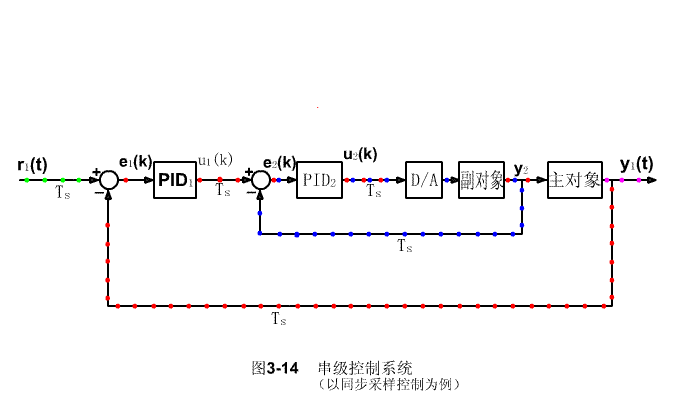 r₁(t)
Ts
+
−
e₁(k)
PID₁
u₁(k)
Ts
+
−
e₂(k)
PID₂
u₂(k)
Ts
D/A
副对象
y₂
主对象
y₁(t)
Ts
Ts
图3-14 串级控制系统
（以同步采样控制为例）